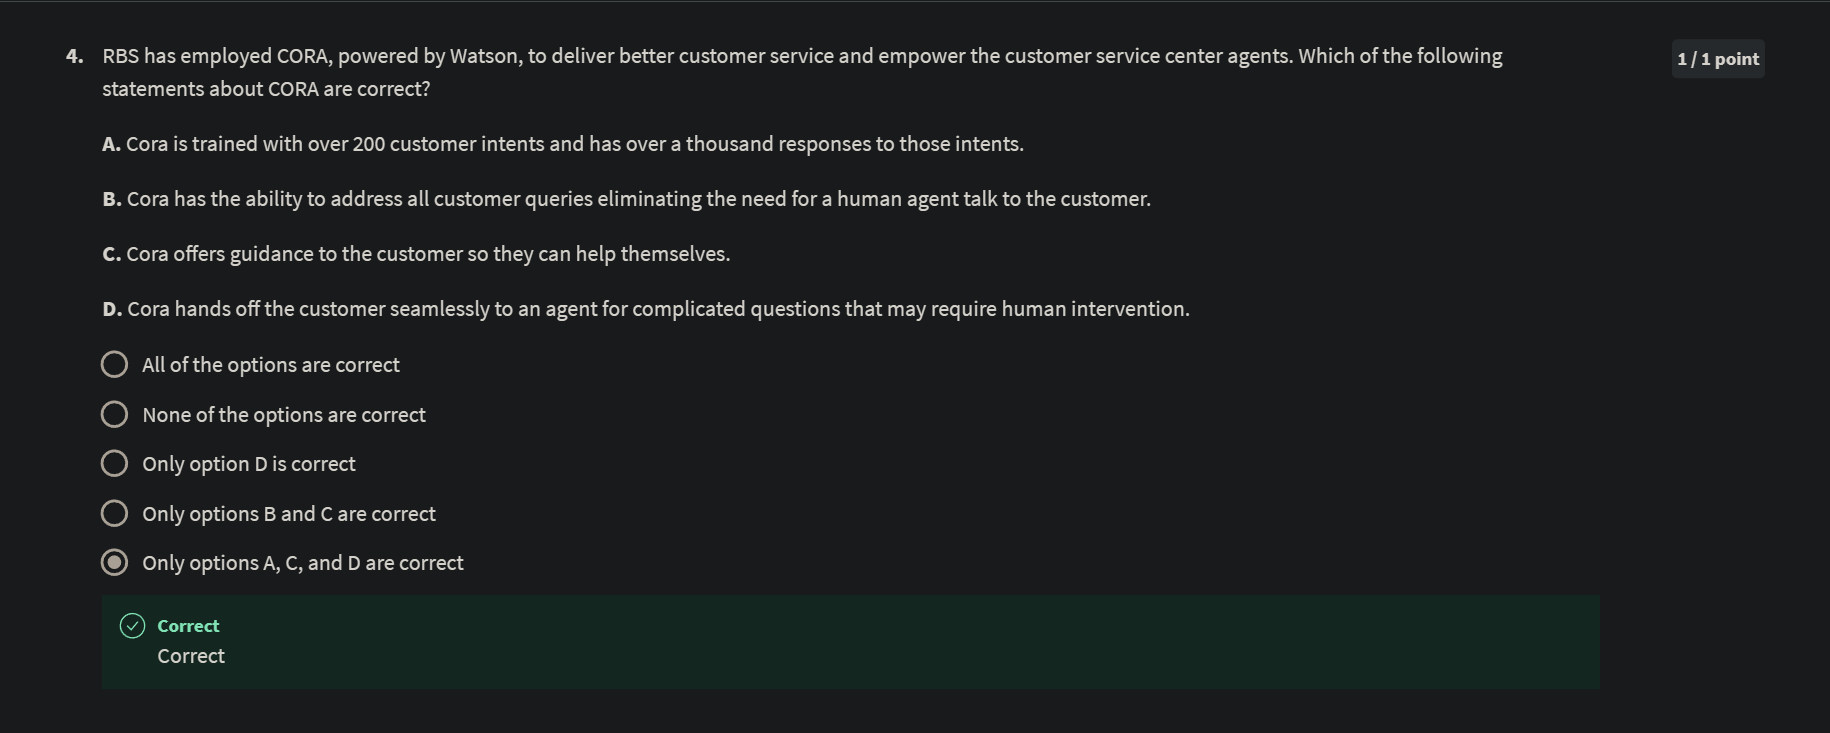 4. RBS has employed CORA, powered by Watson, to deliver better customer service and empower the customer service center agents. Which of the following
statements about CORA are correct?
1 / 1 point
A. Cora is trained with over 200 customer intents and has over a thousand responses to those intents.
B. Cora has the ability to address all customer queries eliminating the need for a human agent talk to the customer.
C. Cora offers guidance to the customer so they can help themselves.
D. Cora hands off the customer seamlessly to an agent for complicated questions that may require human intervention.
All of the options are correct
None of the options are correct
Only option D is correct
Only options B and C are correct
Only options A, C, and D are correct
Correct
Correct